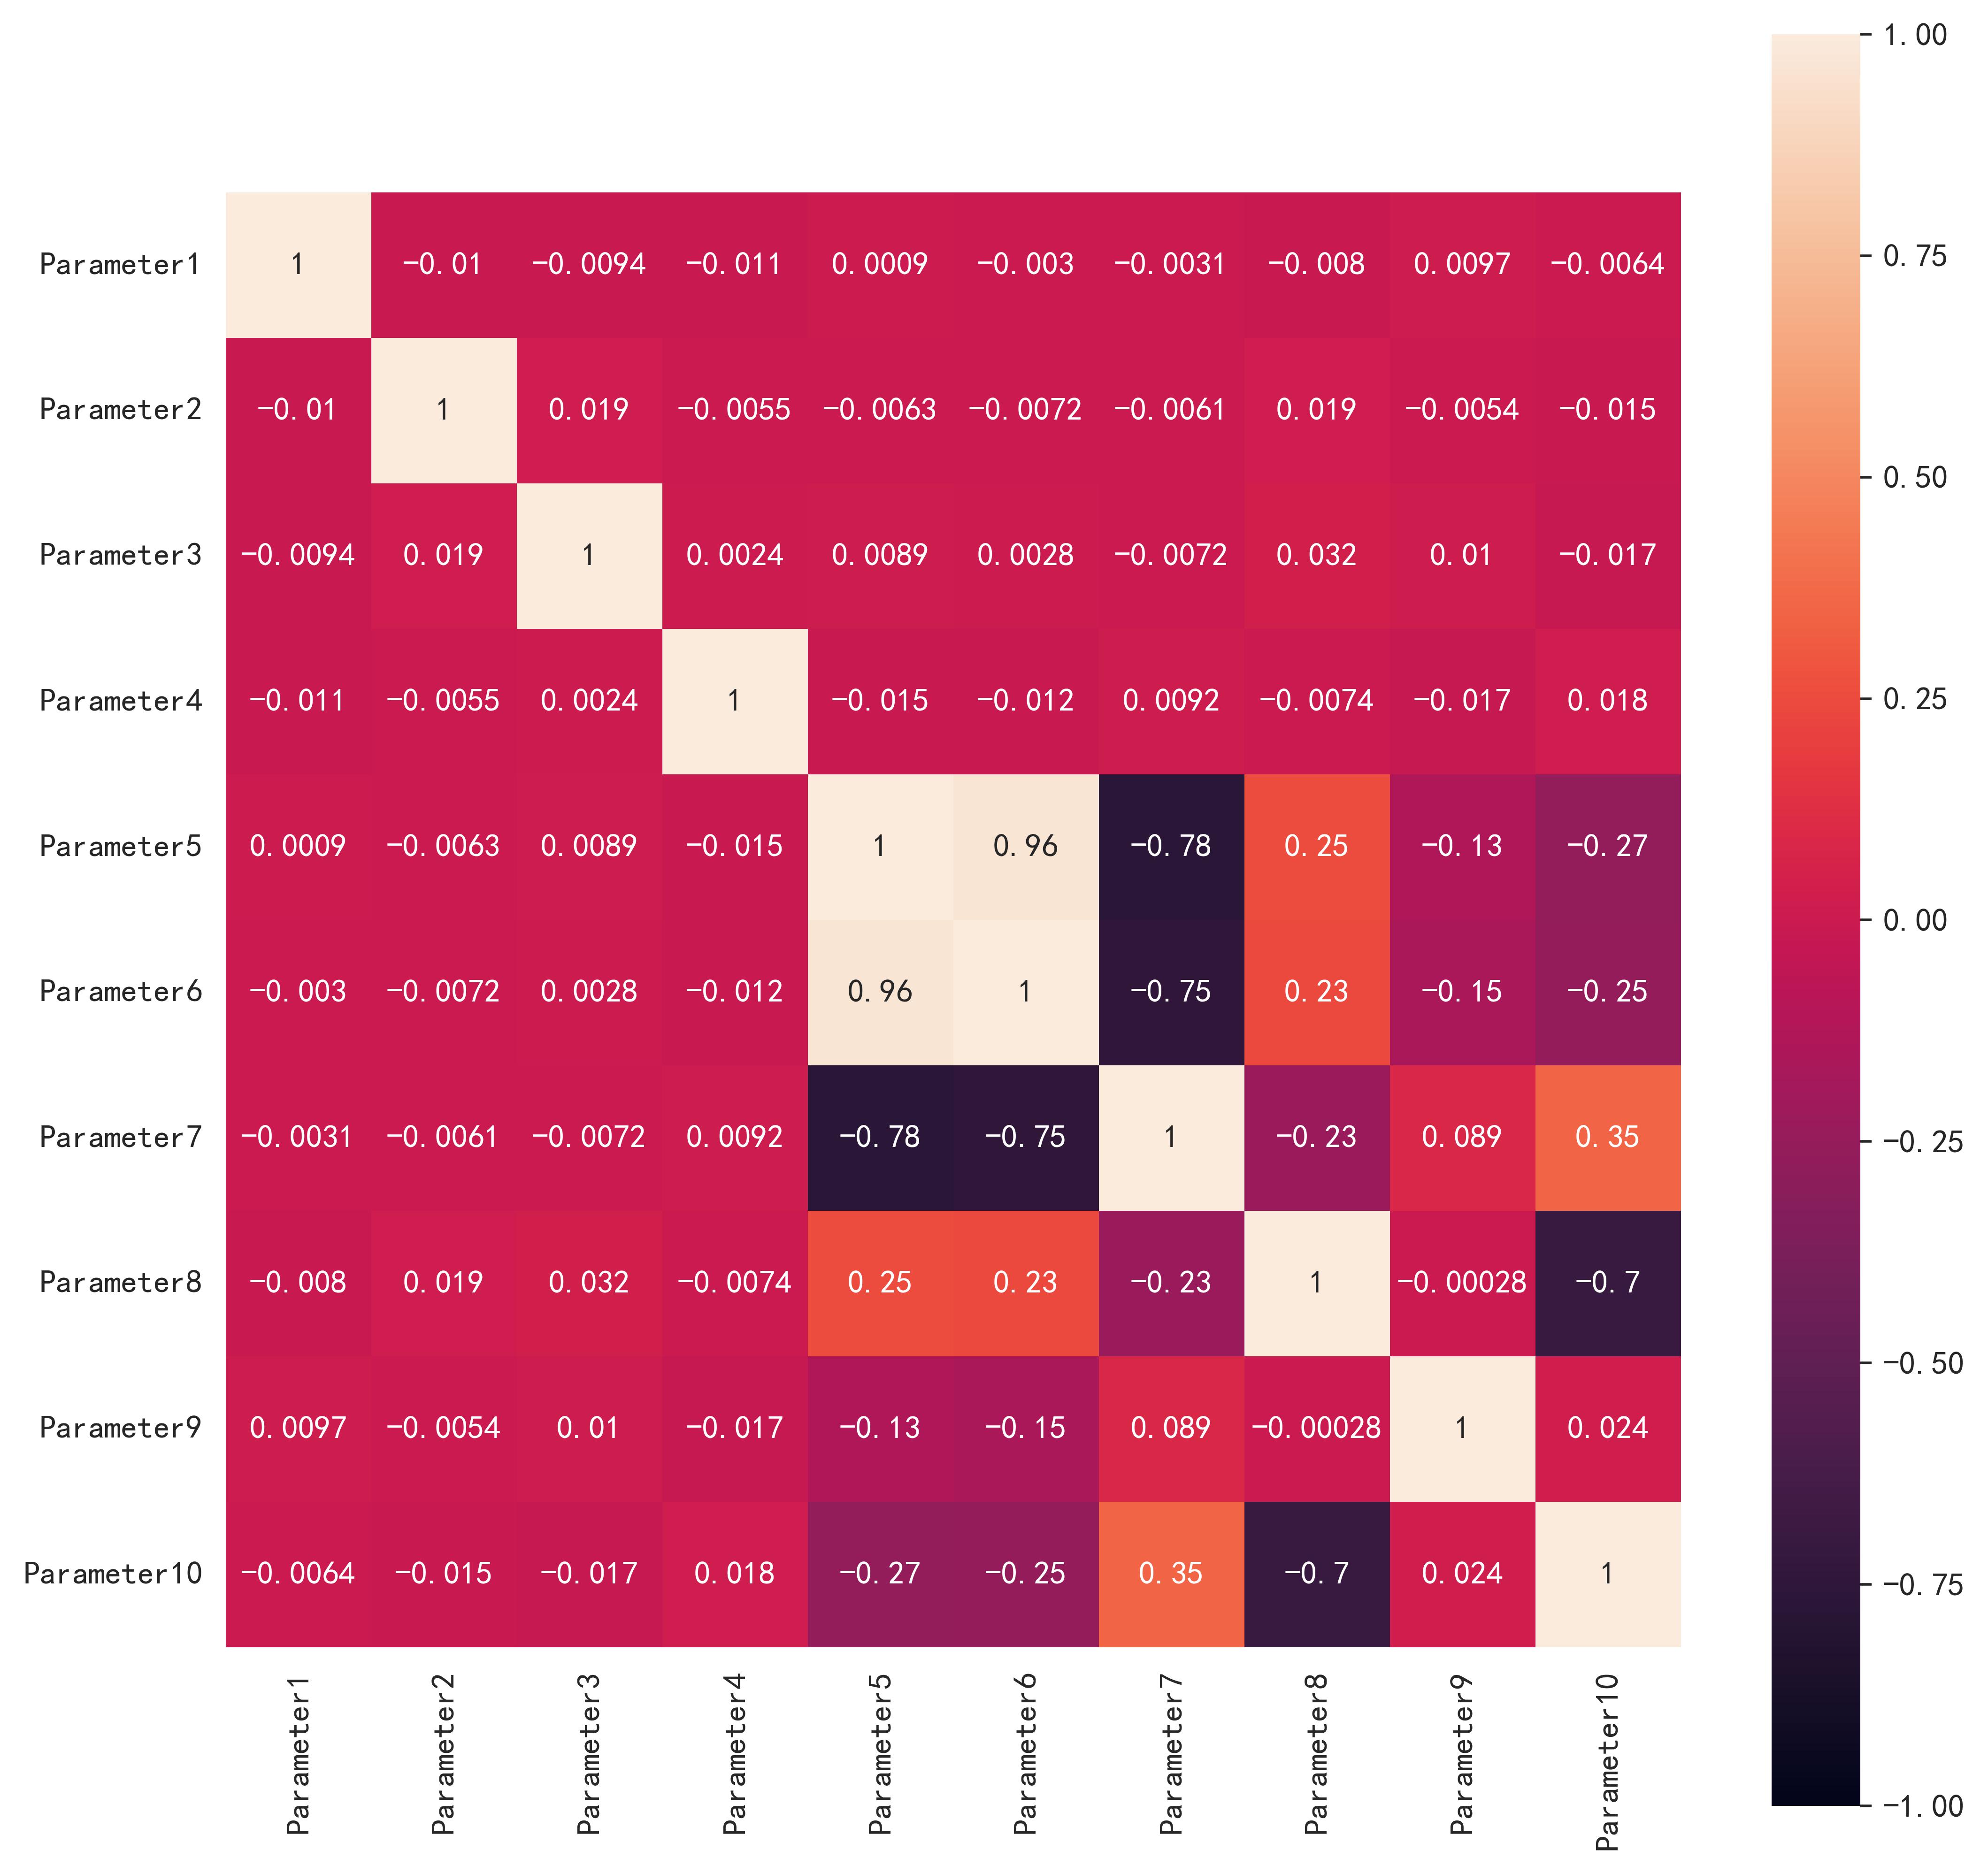 Parameter1 1 −0.01 −0.0094 −0.011 0.0009 −0.003 −0.0031 −0.008 0.0097 −0.0064
Parameter2 −0.01 1 0.019 −0.0055 −0.0063 −0.0072 −0.0061 0.019 −0.0054 −0.015
Parameter3 −0.0094 0.019 1 0.0024 0.0089 0.0028 −0.0072 0.032 0.01 −0.017
Parameter4 −0.011 −0.0055 0.0024 1 −0.015 −0.012 0.0092 −0.0074 −0.017 0.018
Parameter5 0.0009 −0.0063 0.0089 −0.015 1 0.96 −0.78 0.25 −0.13 −0.27
Parameter6 −0.003 −0.0072 0.0028 −0.012 0.96 1 −0.75 0.23 −0.15 −0.25
Parameter7 −0.0031 −0.0061 −0.0072 0.0092 −0.78 −0.75 1 −0.23 0.089 0.35
Parameter8 −0.008 0.019 0.032 −0.0074 0.25 0.23 −0.23 1 −0.00028 −0.7
Parameter9 0.0097 −0.0054 0.01 −0.017 −0.13 −0.15 0.089 −0.00028 1 0.024
Parameter10 −0.0064 −0.015 −0.017 0.018 −0.27 −0.25 0.35 −0.7 0.024 1
Parameter1
Parameter2
Parameter3
Parameter4
Parameter5
Parameter6
Parameter7
Parameter8
Parameter9
Parameter10
1.00
0.75
0.50
0.25
0.00
−0.25
−0.50
−0.75
−1.00